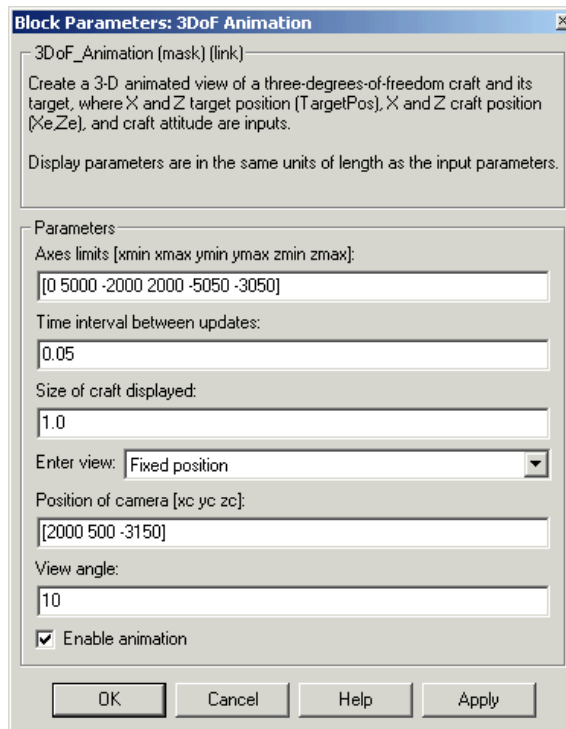 Block Parameters: 3DoF Animation
3DoF_Animation (mask) (link)
Create a 3-D animated view of a three-degrees-of-freedom craft and its
target, where X and Z target position (TargetPos), X and Z craft position
(Xe,Ze), and craft attitude are inputs.
Display parameters are in the same units of length as the input parameters.
Parameters
Axes limits [xmin xmax ymin ymax zmin zmax]:
[0 5000 -2000 2000 -5050 -3050]
Time interval between updates:
0.05
Size of craft displayed:
1.0
Enter view: Fixed position
Position of camera [xc yc zc]:
[2000 500 -3150]
View angle:
10
Enable animation
OK Cancel Help Apply